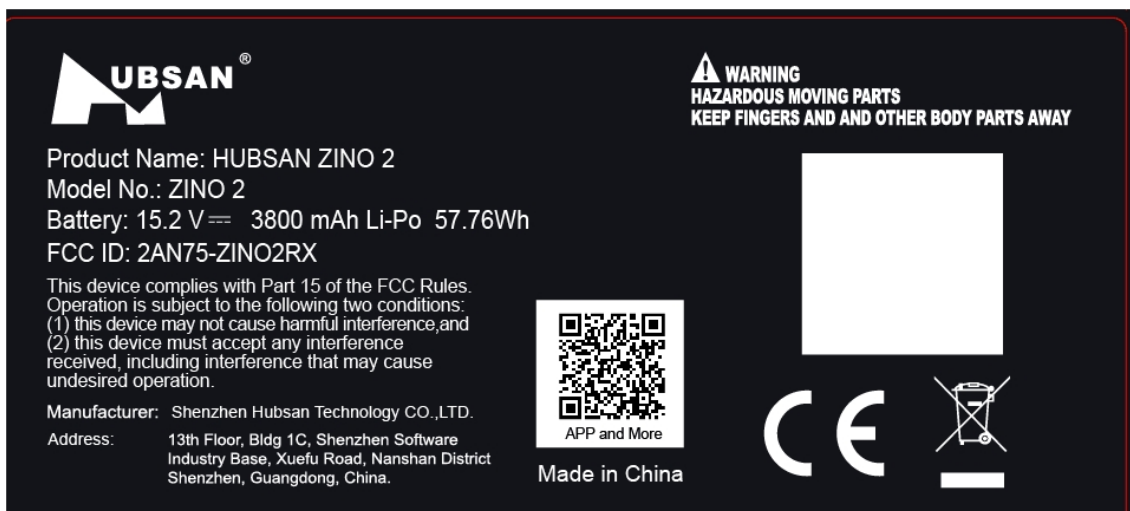 HUBSAN®
WARNING
HAZARDOUS MOVING PARTS
KEEP FINGERS AND AND OTHER BODY PARTS AWAY
Product Name: HUBSAN ZINO 2
Model No.: ZINO 2
Battery: 15.2 V⎓ 3800 mAh Li-Po 57.76Wh
FCC ID: 2AN75-ZINO2RX
This device complies with Part 15 of the FCC Rules.
Operation is subject to the following two conditions:
(1) this device may not cause harmful interference,and
(2) this device must accept any interference
received, including interference that may cause
undesired operation.
Manufacturer: Shenzhen Hubsan Technology CO.,LTD.
Address: 13th Floor, Bldg 1C, Shenzhen Software
Industry Base, Xuefu Road, Nanshan District
Shenzhen, Guangdong, China.
APP and More
Made in China
CE